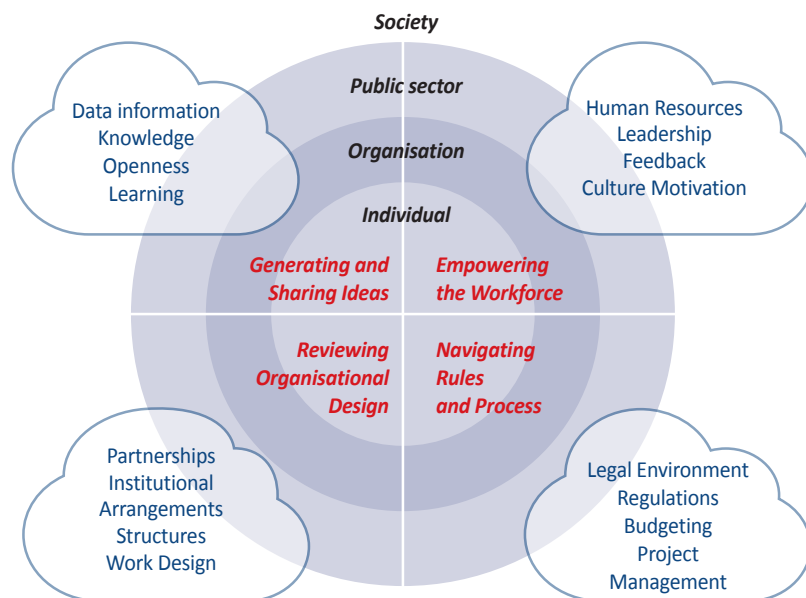 Society
Public sector
Organisation
Individual
Data information
Knowledge
Openness
Learning
Human Resources
Leadership
Feedback
Culture Motivation
Generating and
Sharing Ideas
Empowering
the Workforce
Reviewing
Organisational
Design
Navigating
Rules
and Process
Partnerships
Institutional
Arrangements
Structures
Work Design
Legal Environment
Regulations
Budgeting
Project
Management